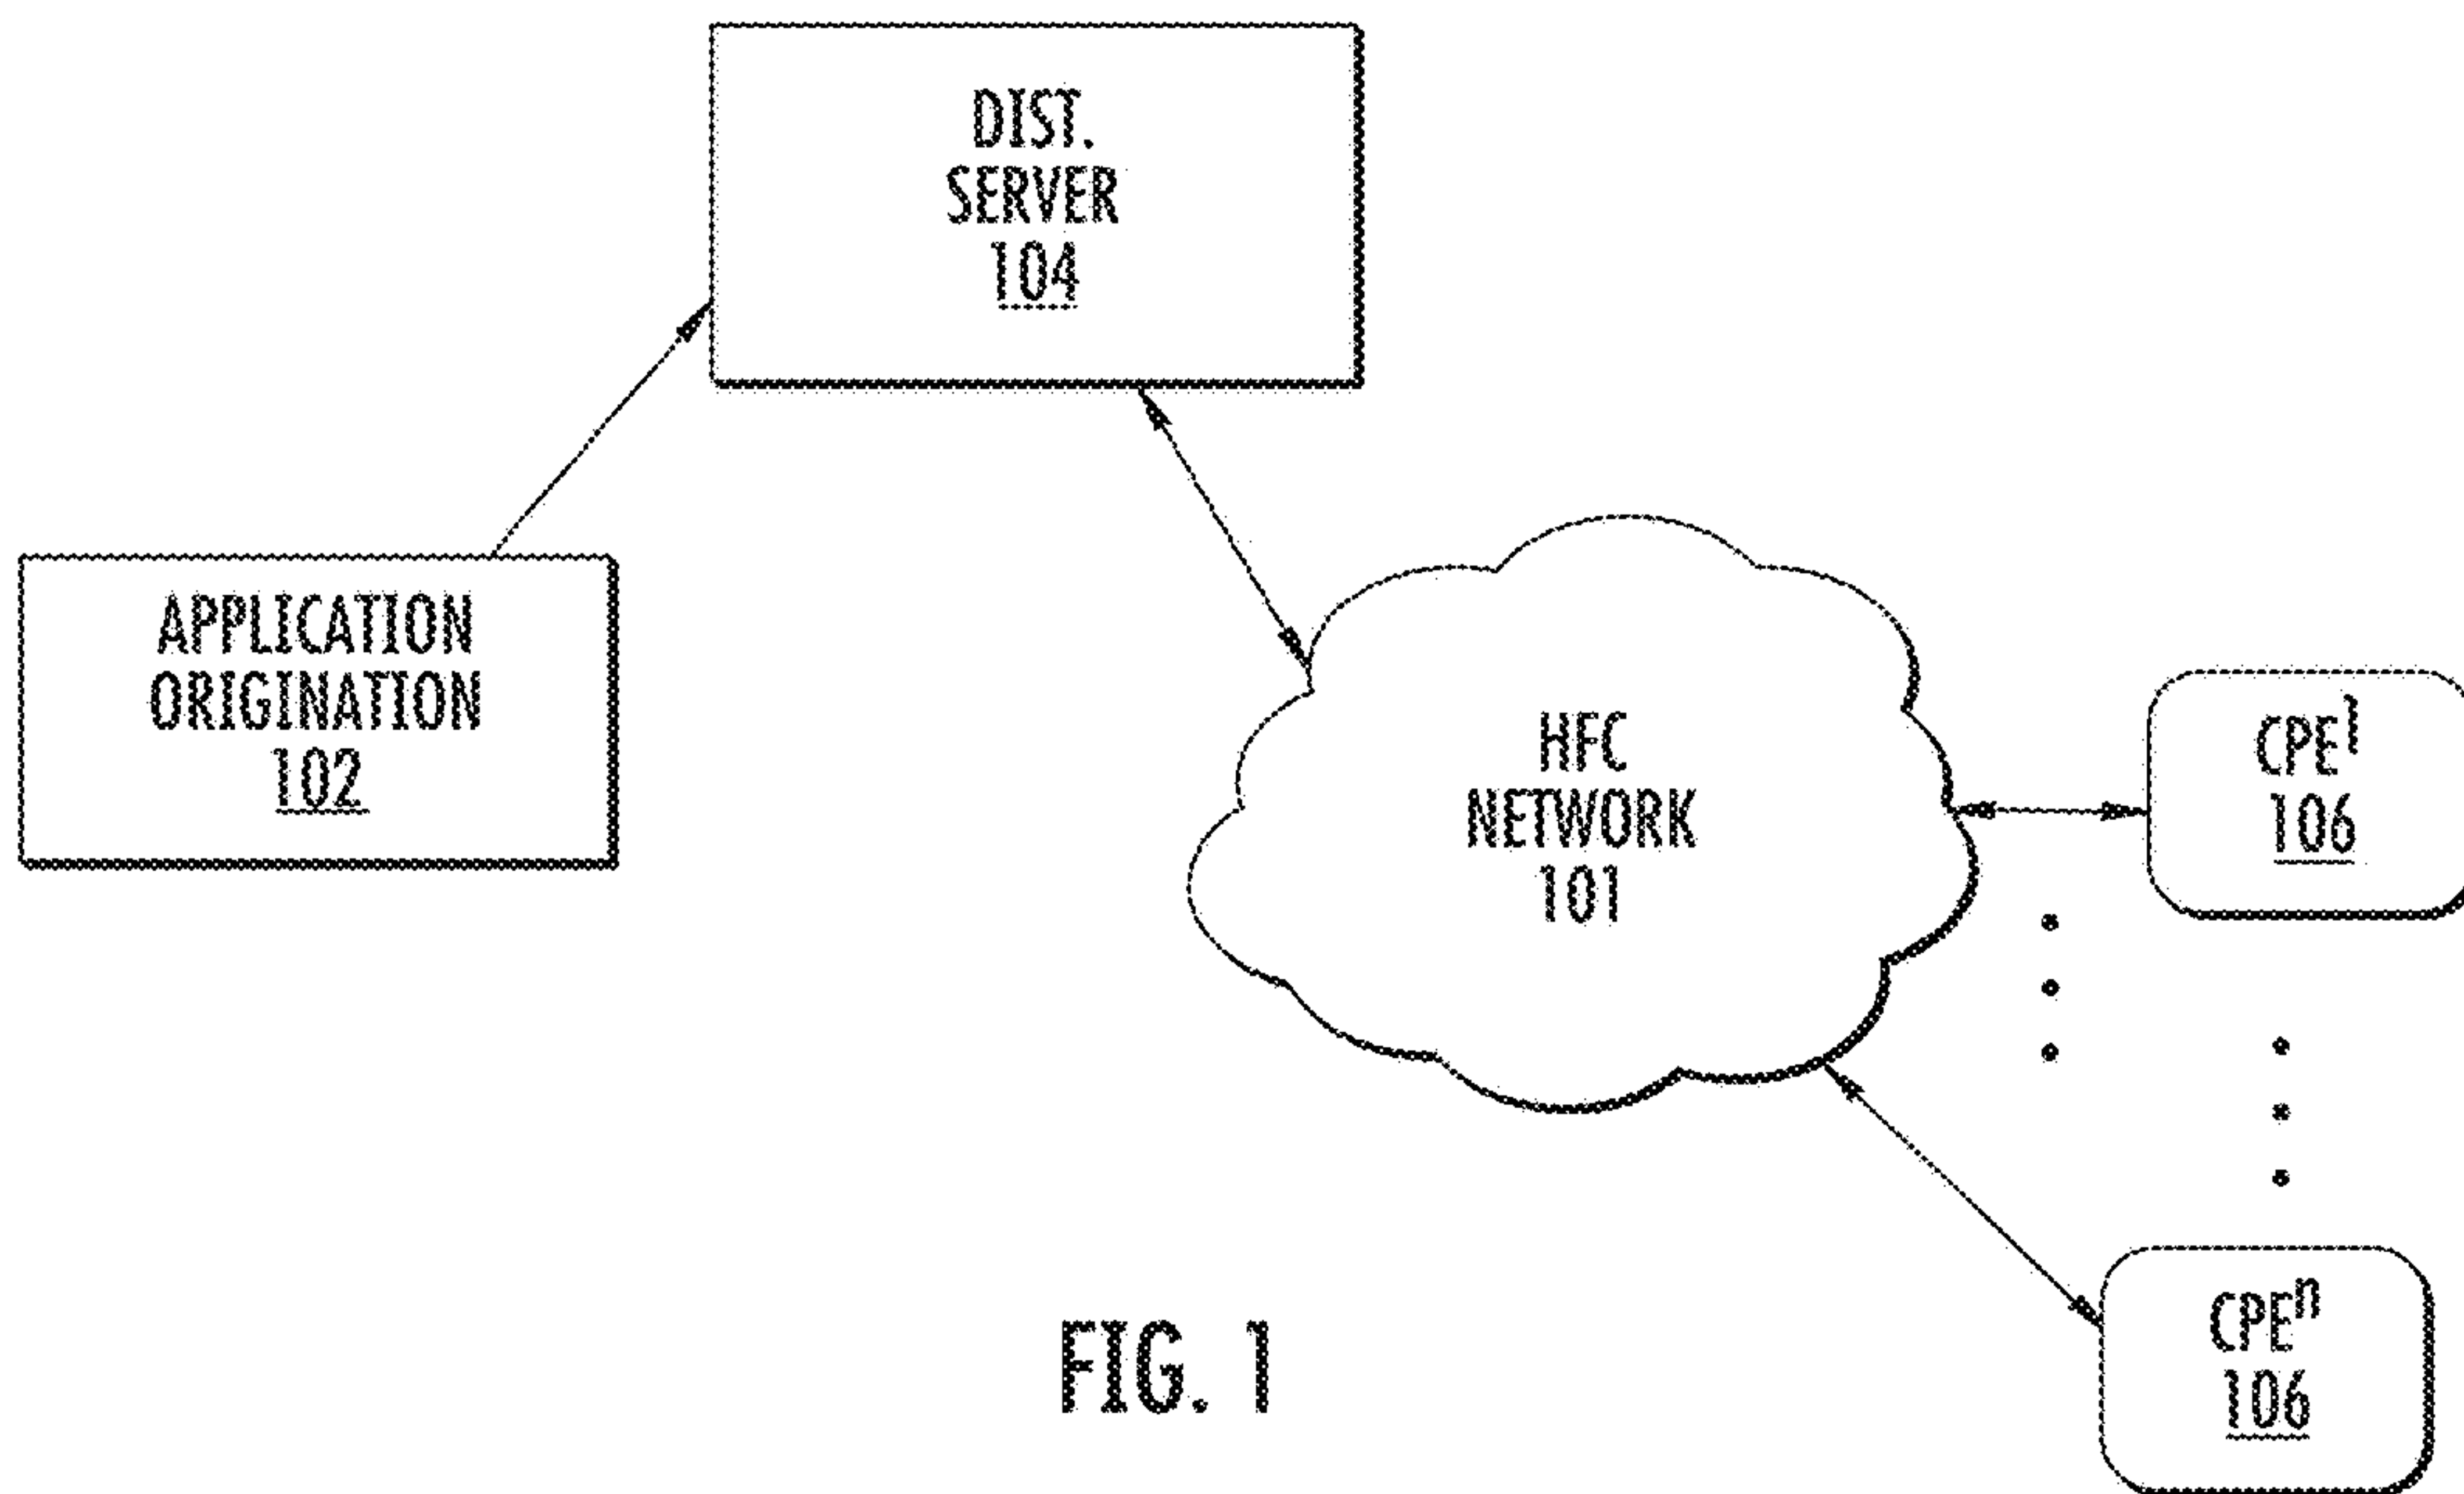 DIST.
SERVER
104
APPLICATION
ORIGINATION
102
HFC
NETWORK
101
CPE¹
106
CPEⁿ
106
FIG. 1